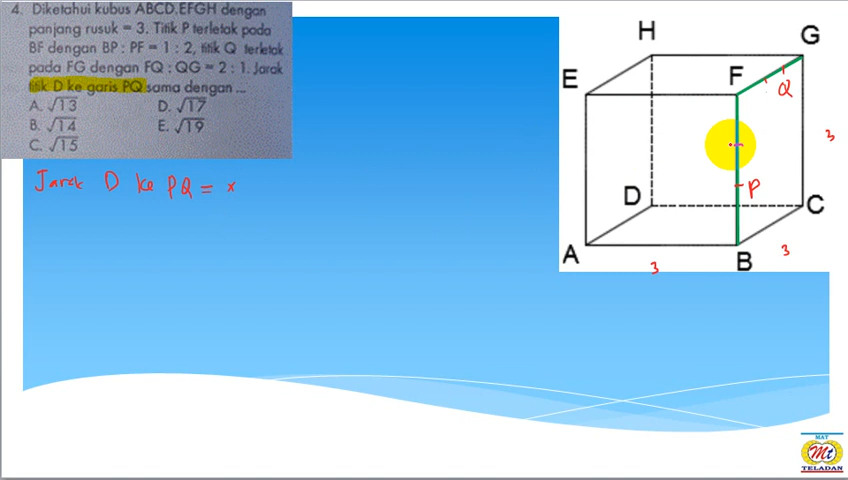 4. Diketahui kubus ABCD.EFGH dengan
panjang rusuk = 3. Titik P terletak pada
BF dengan BP : PF = 1 : 2, titik Q terletak
pada FG dengan FQ : QG = 2 : 1. Jarak
titik D ke garis PQ sama dengan ...
A. √13 D. √17
B. √14 E. √19
C. √15
Jarak D ke PQ = x
H G
E F Q
3
P
D C
A B
3 3
MAT
Mt
TELADAN